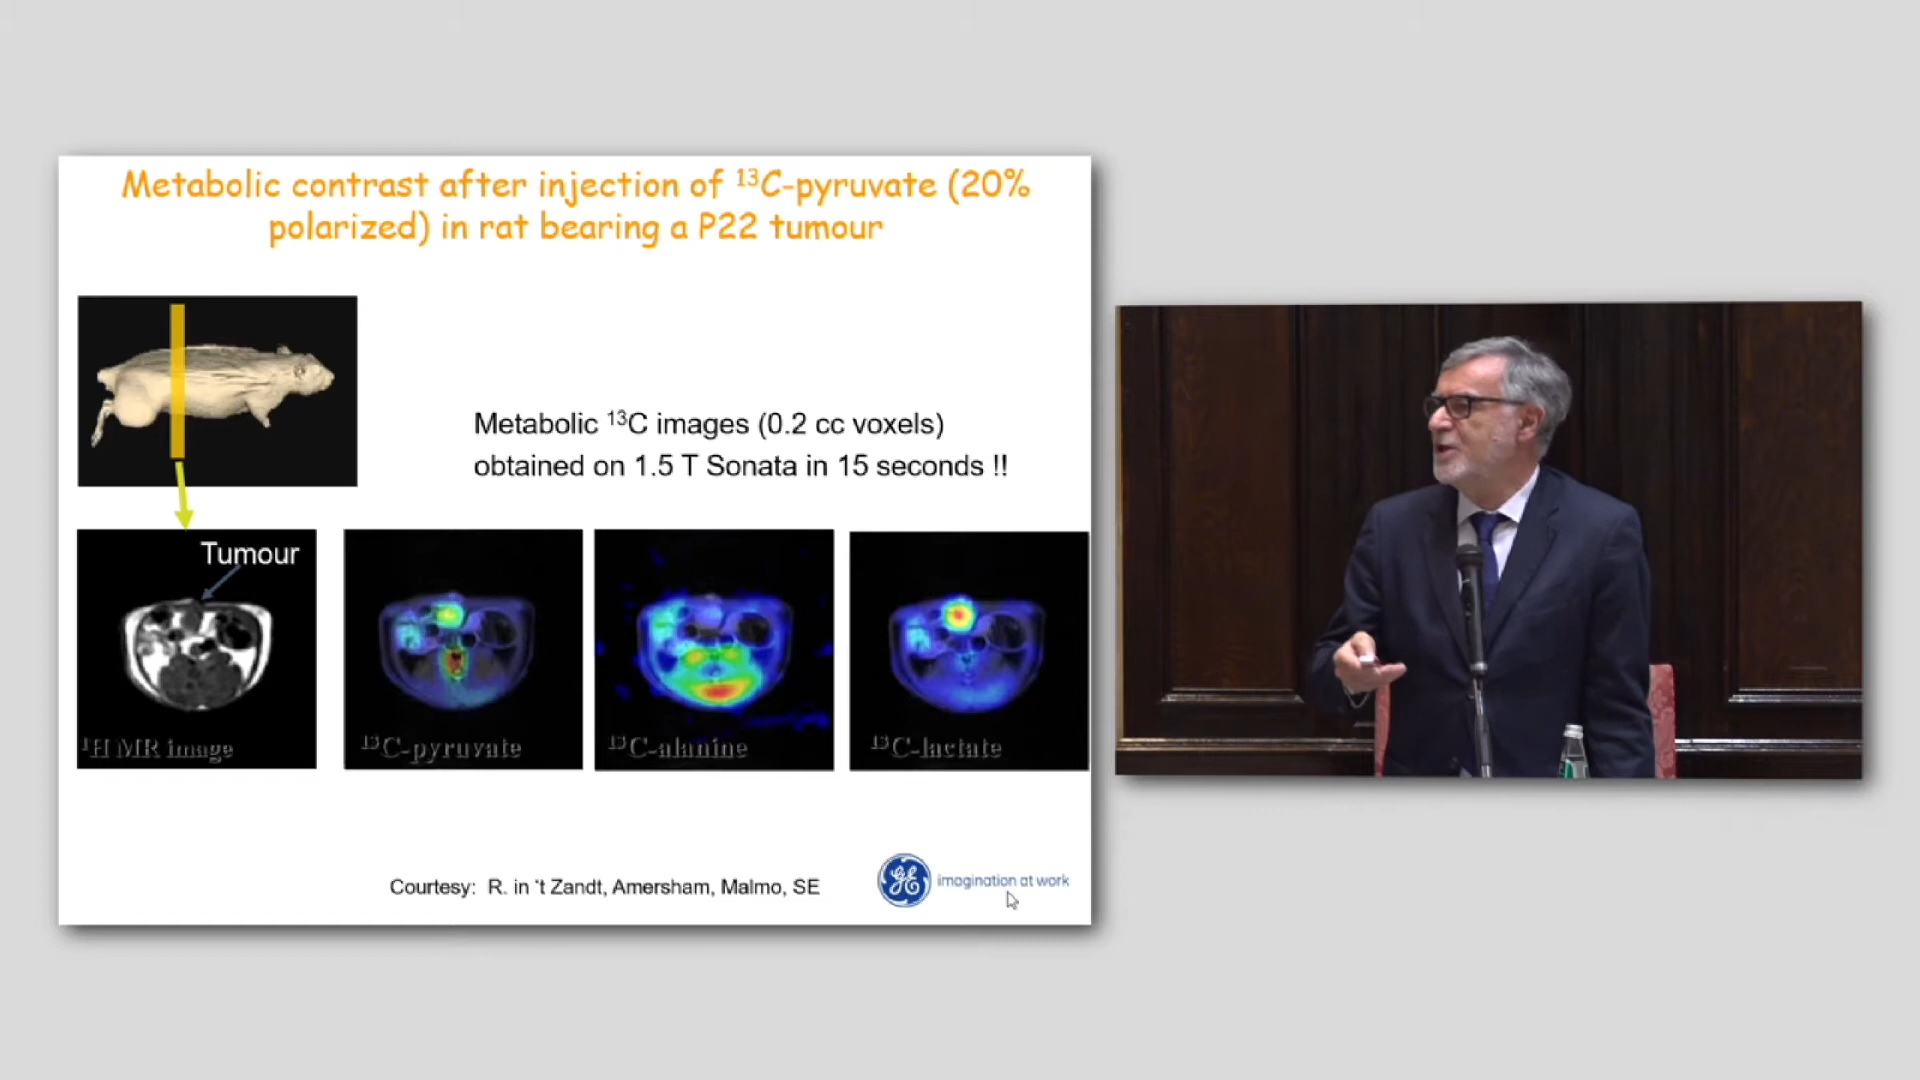 Metabolic contrast after injection of ¹³C-pyruvate (20%
polarized) in rat bearing a P22 tumour
Metabolic ¹³C images (0.2 cc voxels)
obtained on 1.5 T Sonata in 15 seconds !!
Tumour
¹H MR image
¹³C-pyruvate
¹³C-alanine
¹³C-lactate
Courtesy: R. in 't Zandt, Amersham, Malmo, SE
GE
imagination at work